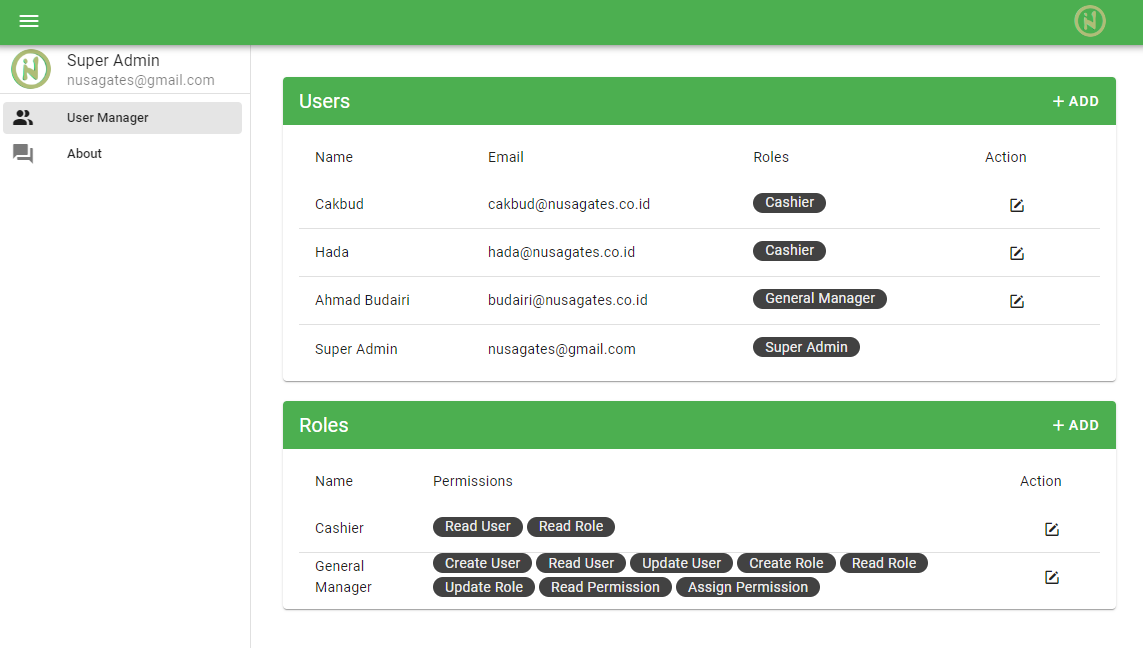 Super Admin
nusagates@gmail.com
User Manager
About
Users
+ ADD
Name Email Roles Action
Cakbud cakbud@nusagates.co.id Cashier
Hada hada@nusagates.co.id Cashier
Ahmad Budairi budairi@nusagates.co.id General Manager
Super Admin nusagates@gmail.com Super Admin
Roles
+ ADD
Name Permissions Action
Cashier Read User Read Role
General Manager Create User Read User Update User Create Role Read Role
Update Role Read Permission Assign Permission